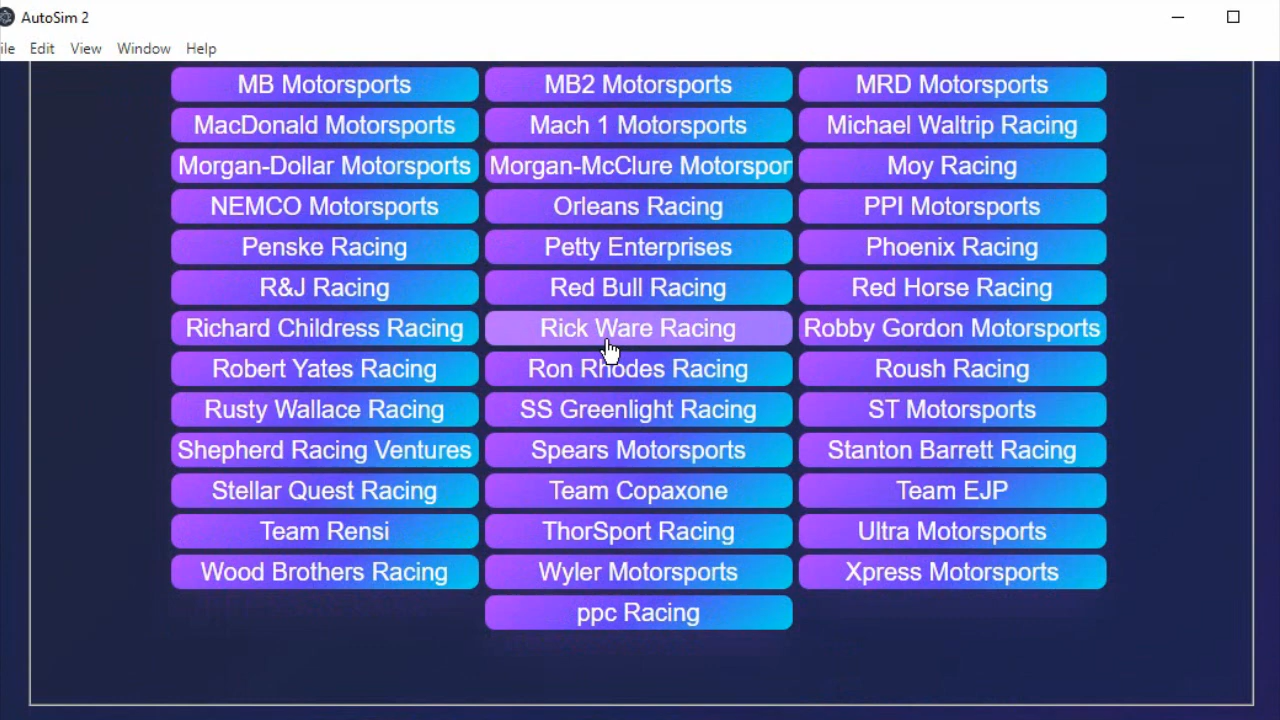 AutoSim 2
ile Edit View Window Help
MB Motorsports MB2 Motorsports MRD Motorsports
MacDonald Motorsports Mach 1 Motorsports Michael Waltrip Racing
Morgan-Dollar Motorsports Morgan-McClure Motorspor Moy Racing
NEMCO Motorsports Orleans Racing PPI Motorsports
Penske Racing Petty Enterprises Phoenix Racing
R&J Racing Red Bull Racing Red Horse Racing
Richard Childress Racing Rick Ware Racing Robby Gordon Motorsports
Robert Yates Racing Ron Rhodes Racing Roush Racing
Rusty Wallace Racing SS Greenlight Racing ST Motorsports
Shepherd Racing Ventures Spears Motorsports Stanton Barrett Racing
Stellar Quest Racing Team Copaxone Team EJP
Team Rensi ThorSport Racing Ultra Motorsports
Wood Brothers Racing Wyler Motorsports Xpress Motorsports
ppc Racing